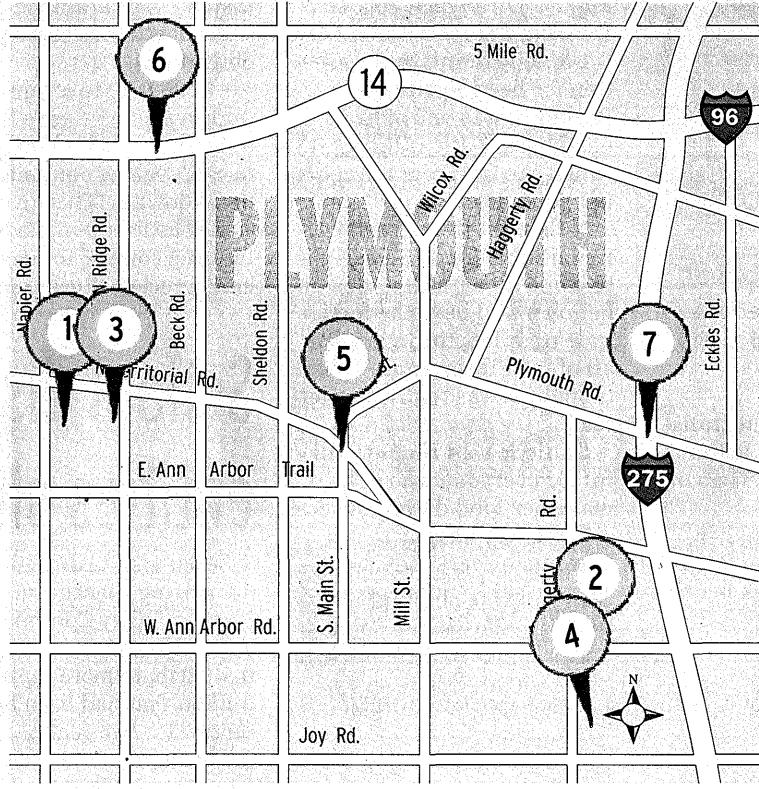 6
5 Mile Rd.
14
96
Wilcox Rd.
Haggerty Rd.
PLYMOUTH
Napier Rd.
Ridge Rd.
Beck Rd.
Sheldon Rd.
Eckles Rd.
1
3
5
7
St.
Territorial Rd.
Plymouth Rd.
E. Ann Arbor Trail
275
Rd.
2
S. Main St.
Mill St.
W. Ann Arbor Rd.
4
N
Joy Rd.